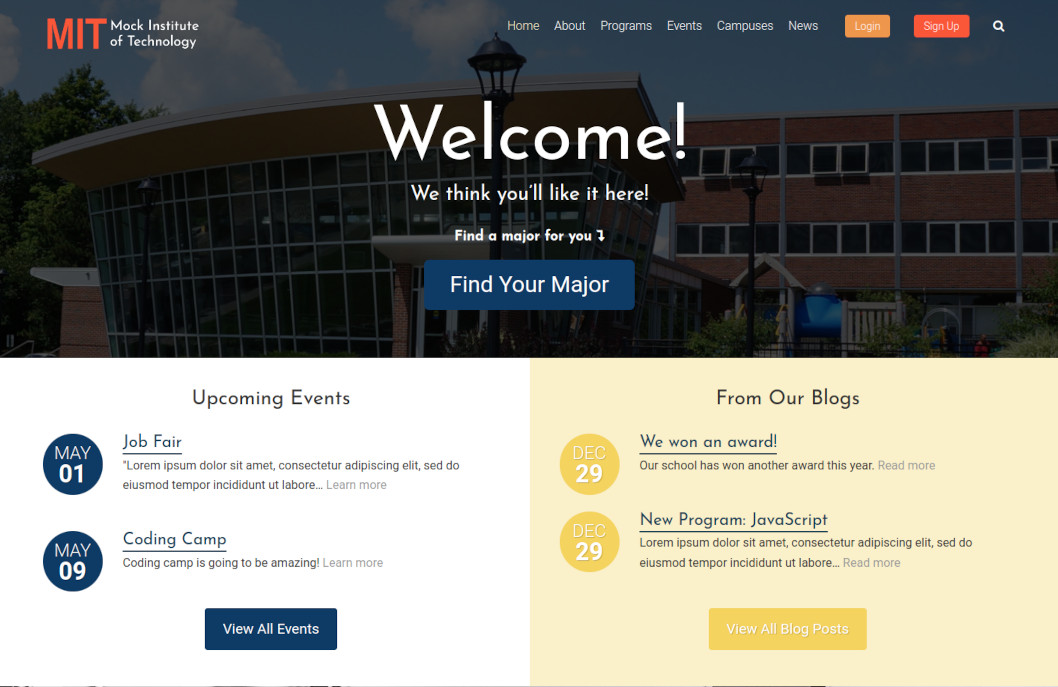 MIT Mock Institute
of Technology
Home About Programs Events Campuses News Login Sign Up
Welcome!
We think you'll like it here!
Find a major for you
Find Your Major
Upcoming Events
MAY
01
Job Fair
"Lorem ipsum dolor sit amet, consectetur adipiscing elit, sed do
eiusmod tempor incididunt ut labore... Learn more
MAY
09
Coding Camp
Coding camp is going to be amazing! Learn more
View All Events
From Our Blogs
DEC
29
We won an award!
Our school has won another award this year. Read more
DEC
29
New Program: JavaScript
Lorem ipsum dolor sit amet, consectetur adipiscing elit, sed do
eiusmod tempor incididunt ut labore... Read more
View All Blog Posts